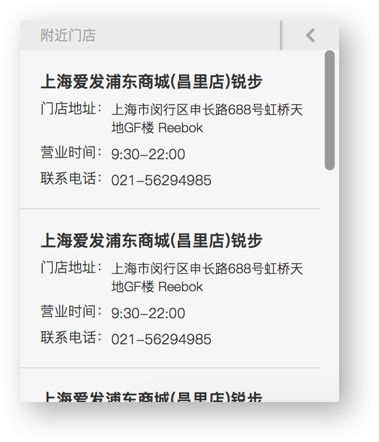 附近门店
上海爱发浦东商城(昌里店)锐步
门店地址： 上海市闵行区申长路688号虹桥天
地GF楼 Reebok
营业时间： 9:30-22:00
联系电话： 021-56294985
上海爱发浦东商城(昌里店)锐步
门店地址： 上海市闵行区申长路688号虹桥天
地GF楼 Reebok
营业时间： 9:30-22:00
联系电话： 021-56294985
上海爱发浦东商城(昌里店)锐步